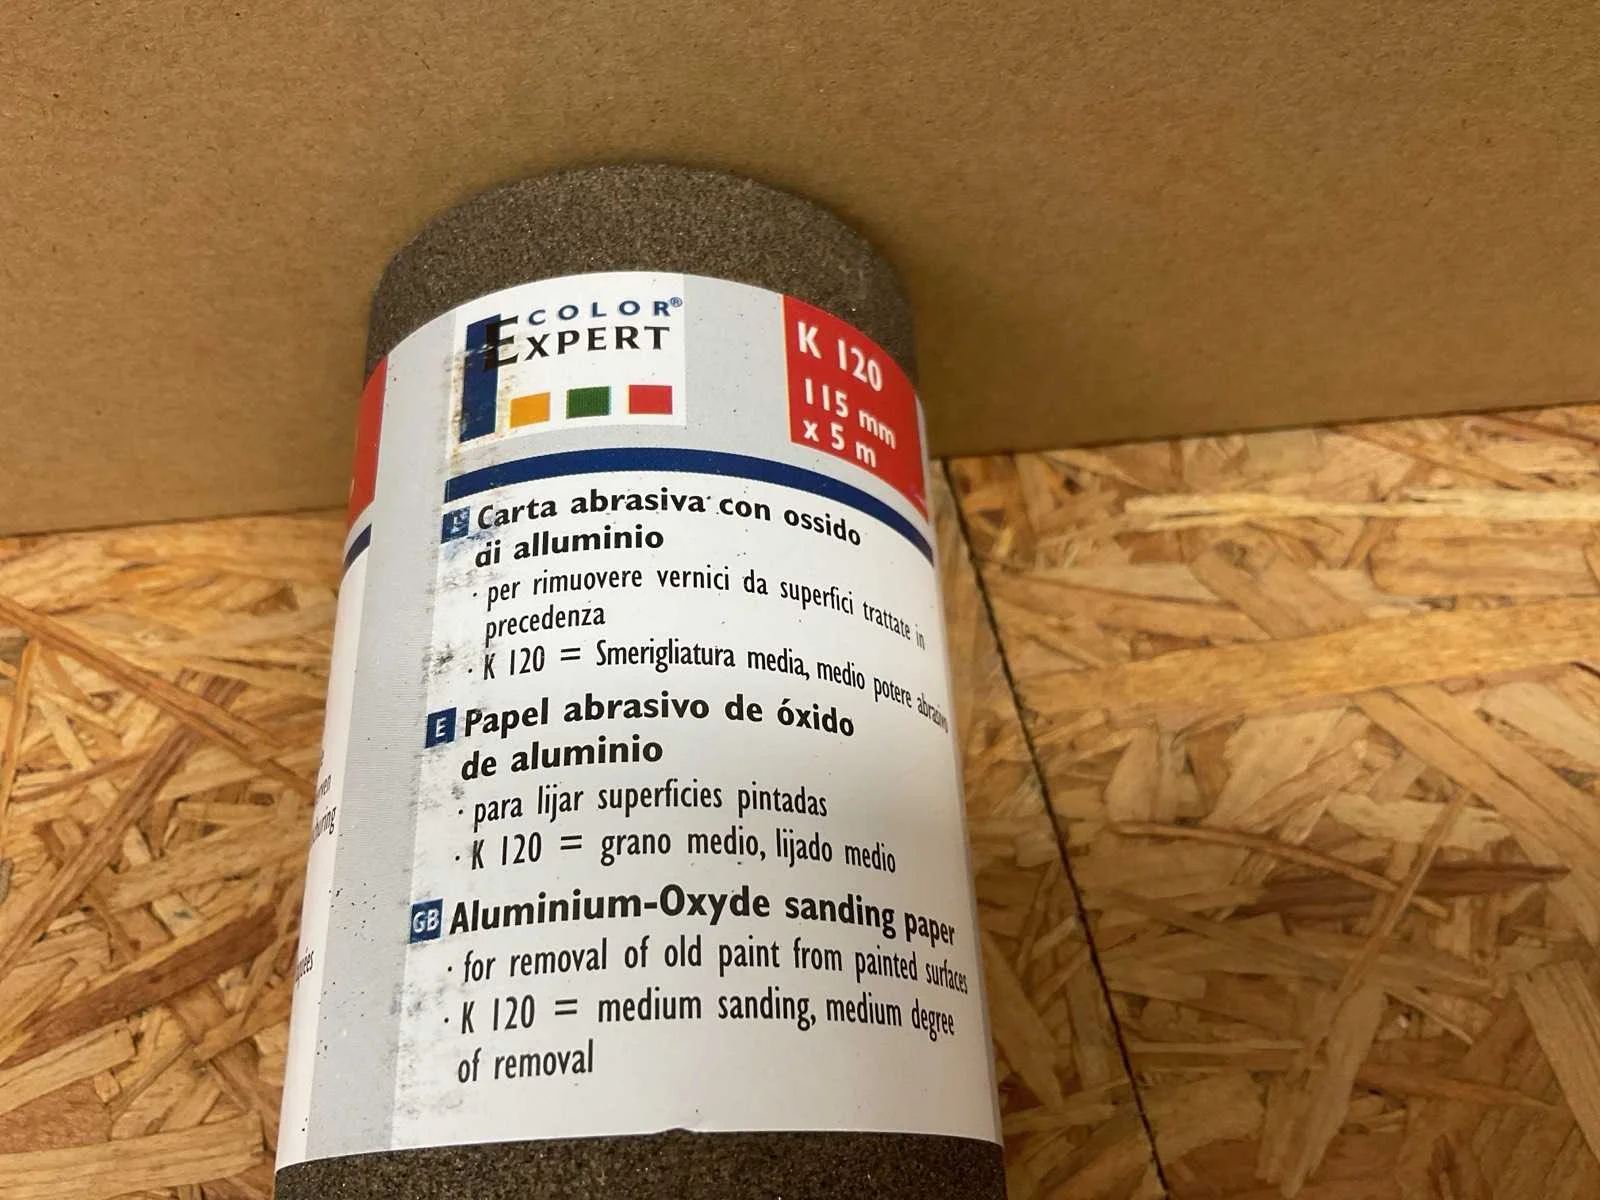 COLOR®
EXPERT
K 120
115 mm
x 5 m
Carta abrasiva con ossido
di alluminio
· per rimuovere vernici da superfici trattate in
precedenza
· K 120 = Smerigliatura media, medio potere abrasivo
E Papel abrasivo de óxido
de aluminio
· para lijar superficies pintadas
· K 120 = grano medio, lijado medio
GB Aluminium-Oxyde sanding paper
· for removal of old paint from painted surfaces
· K 120 = medium sanding, medium degree
of removal